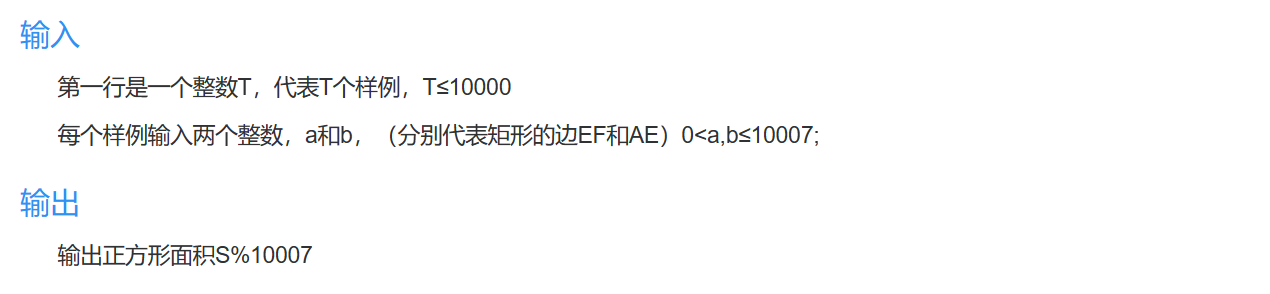 输入
第一行是一个整数T，代表T个样例，T≤10000
每个样例输入两个整数，a和b，（分别代表矩形的边EF和AE）0<a,b≤10007;
输出
输出正方形面积S%10007